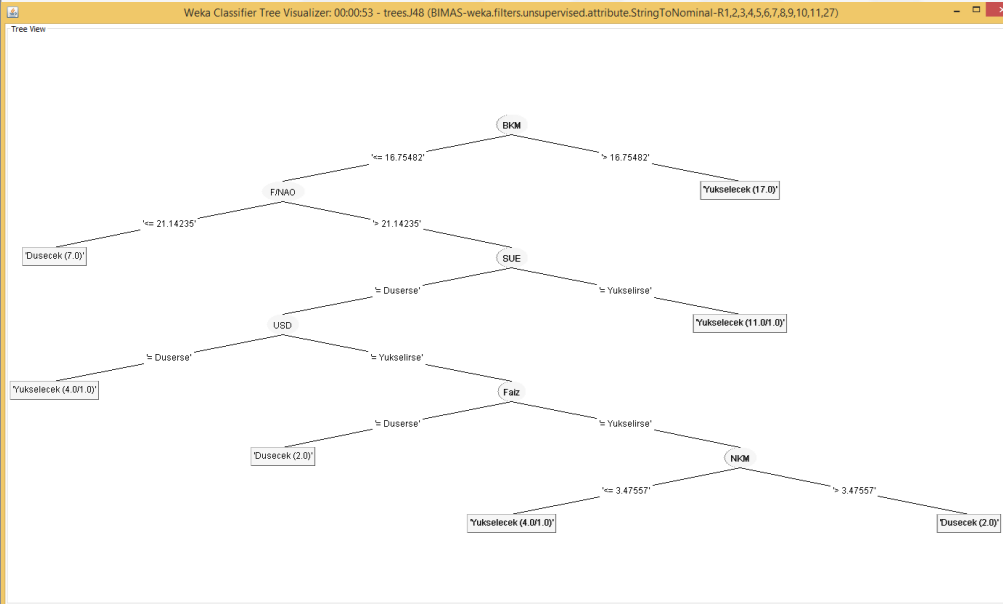 Weka Classifier Tree Visualizer: 00:00:53 - trees.J48 (BIMAS-weka.filters.unsupervised.attribute.StringToNominal-R1,2,3,4,5,6,7,8,9,10,11,27)
Tree View
BKM
'<= 16.75482' '> 16.75482'
F/NAO 'Yukselecek (17.0)'
'<= 21.14235' '> 21.14235'
'Dusecek (7.0)' SUE
'= Duserse' '= Yukselirse'
USD 'Yukselecek (11.0/1.0)'
'= Duserse' '= Yukselirse'
'Yukselecek (4.0/1.0)' Faiz
'= Duserse' '= Yukselirse'
'Dusecek (2.0)' NKM
'<= 3.47557' '> 3.47557'
'Yukselecek (4.0/1.0)' 'Dusecek (2.0)'